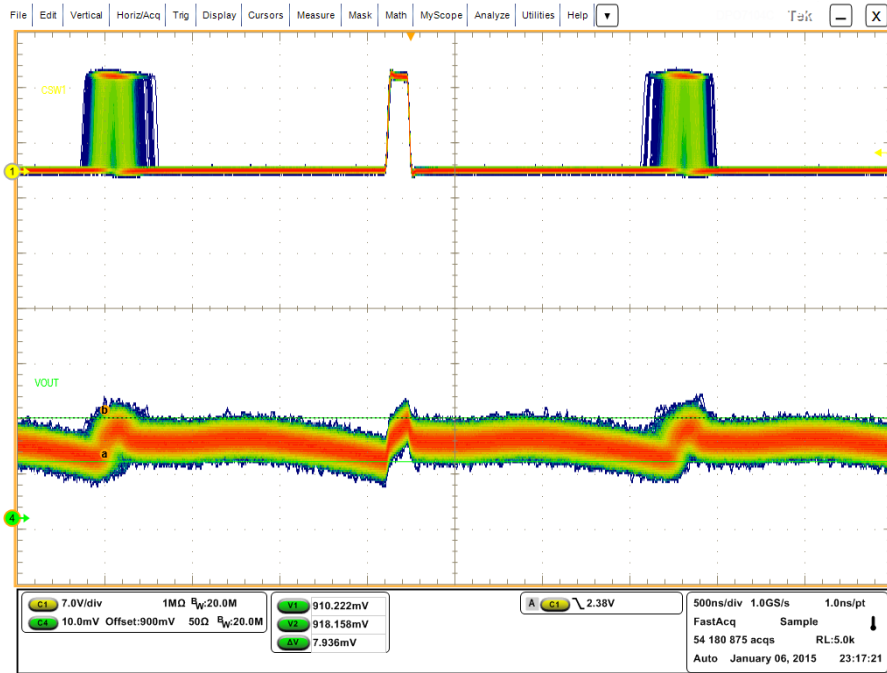 File Edit Vertical Horiz/Acq Trig Display Cursors Measure Mask Math MyScope Analyze Utilities Help ▼ Tek X
CSW1
1
VOUT
b
a
4
C1 7.0V/div 1MΩ BW:20.0M
C4 10.0mV Offset:900mV 50Ω BW:20.0M
V1 910.222mV
V2 918.158mV
ΔV 7.936mV
A C1 2.38V
500ns/div 1.0GS/s 1.0ns/pt
FastAcq Sample
54 180 875 acqs RL:5.0k
Auto January 06, 2015 23:17:21